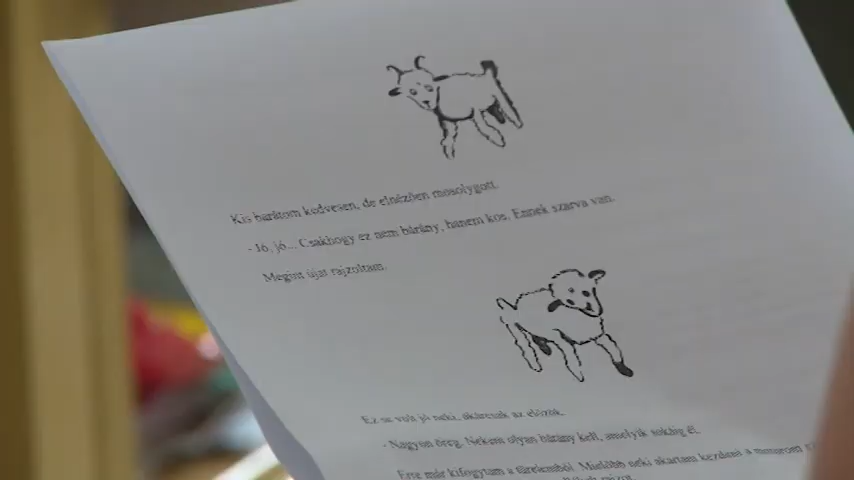 Kis barátom kedvesen, de elnézően mosolygott.
- Jó, jó... Csakhogy ez nem bárány, hanem kos. Ennek szarva van.
Megint újat rajzoltam.
Ez se volt jó neki, akárcsak az előzők.
- Nagyon öreg. Nekem olyan bárány kell, amelyik sokáig él.
Erre már kifogytam a türelemből. Mielőbb neki akartam kezdeni a motorom